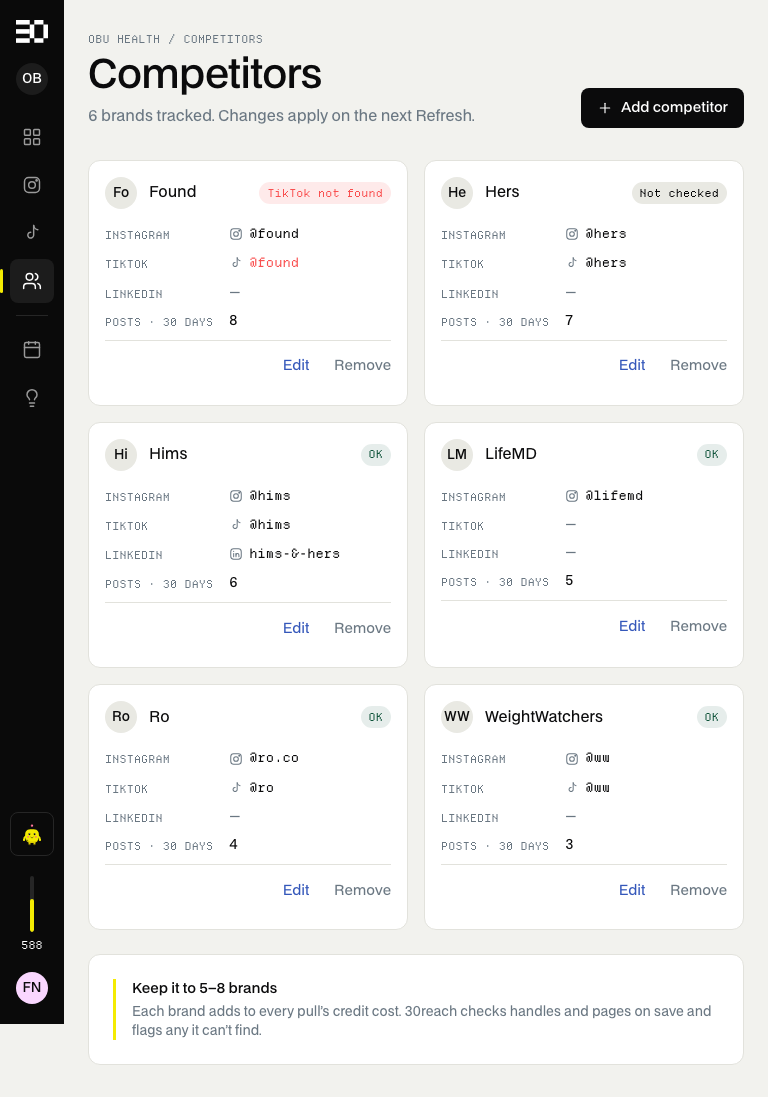 30
OB
OBU HEALTH / COMPETITORS
Competitors
6 brands tracked. Changes apply on the next Refresh.
+ Add competitor
Fo Found TikTok not found
INSTAGRAM @found
TIKTOK @found
LINKEDIN —
POSTS · 30 DAYS 8
Edit Remove
He Hers Not checked
INSTAGRAM @hers
TIKTOK @hers
LINKEDIN —
POSTS · 30 DAYS 7
Edit Remove
Hi Hims OK
INSTAGRAM @hims
TIKTOK @hims
LINKEDIN hims-&-hers
POSTS · 30 DAYS 6
Edit Remove
LM LifeMD OK
INSTAGRAM @lifemd
TIKTOK —
LINKEDIN —
POSTS · 30 DAYS 5
Edit Remove
Ro Ro OK
INSTAGRAM @ro.co
TIKTOK @ro
LINKEDIN —
POSTS · 30 DAYS 4
Edit Remove
WW WeightWatchers OK
INSTAGRAM @ww
TIKTOK @ww
LINKEDIN —
POSTS · 30 DAYS 3
Edit Remove
588
FN
Keep it to 5–8 brands
Each brand adds to every pull's credit cost. 30reach checks handles and pages on save and
flags any it can't find.